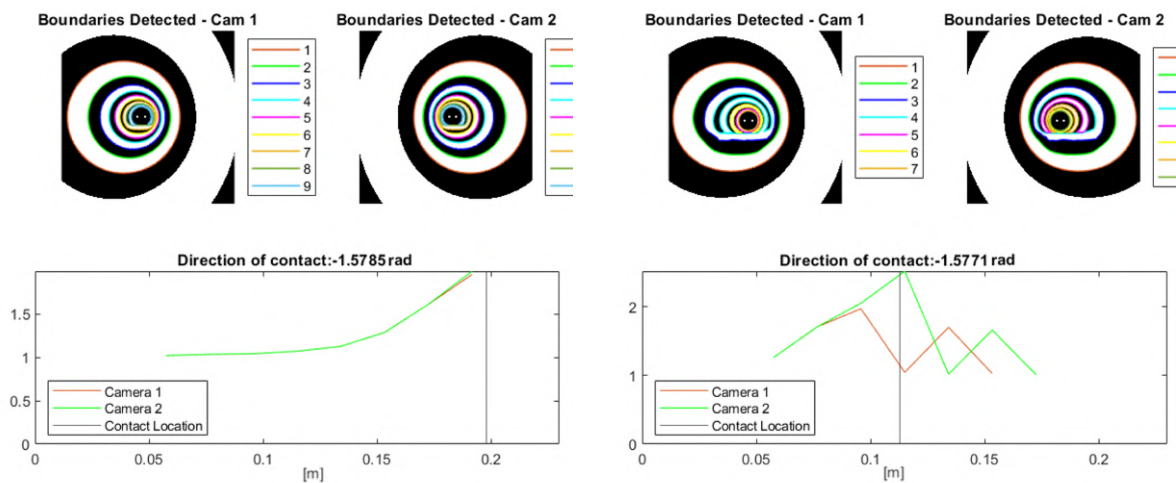 Boundaries Detected - Cam 1
Boundaries Detected - Cam 2
1
2
3
4
5
6
7
8
9
Direction of contact:-1.5785 rad
1.5
1
0.5
0
Camera 1
Camera 2
Contact Location
0
0.05
0.1
0.15
0.2
[m]
Boundaries Detected - Cam 1
Boundaries Detected - Cam 2
1
2
3
4
5
6
7
Direction of contact:-1.5771 rad
2
1
0
Camera 1
Camera 2
Contact Location
0
0.05
0.1
0.15
0.2
[m]